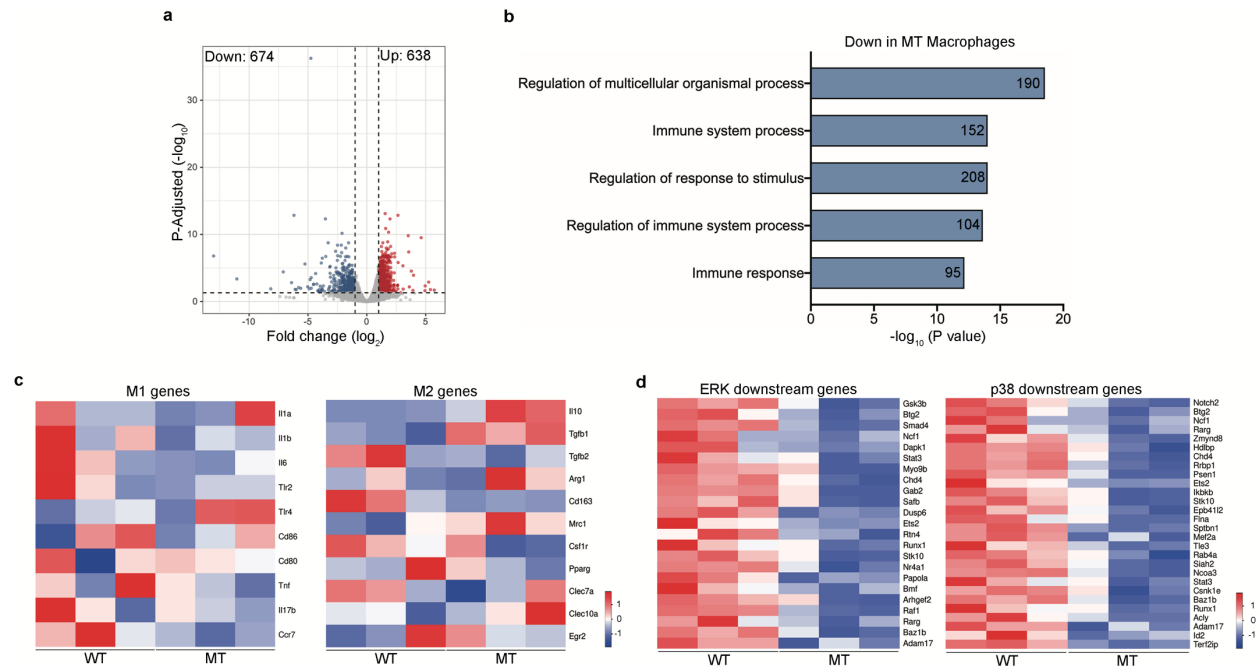 a
Down: 674
Up: 638
P-Adjusted (-log10)
30
20
10
0
-10
-5
0
5
Fold change (log2)
b
Down in MT Macrophages
Regulation of multicellular organismal process
190
Immune system process
152
Regulation of response to stimulus
208
Regulation of immune system process
104
Immune response
95
0
5
10
15
20
-log10 (P value)
c
M1 genes
Il1a
Il1b
Il6
Tlr2
Tlr4
Cd86
Cd80
Tnf
Il17b
Ccr7
WT
MT
M2 genes
Il10
Tgfb1
Tgfb2
Arg1
Cd163
Mrc1
Csf1r
Pparg
Clec7a
Clec10a
Egr2
WT
MT
1
0
-1
d
ERK downstream genes
Gsk3b
Btg2
Smad4
Ncf1
Dapk1
Stat3
Myo9b
Chd4
Gab2
Safb
Dusp6
Ets2
Rtn4
Runx1
Stk10
Nr4a1
Papola
Bmf
Arhgef2
Raf1
Rarg
Baz1b
Adam17
WT
MT
p38 downstream genes
Notch2
Btg2
Ncf1
Rarg
Zmynd8
Hdlbp
Chd4
Rrbp1
Psen1
Ets2
Ikbkb
Stk10
Epb41l2
Flna
Sptbn1
Mef2a
Tle3
Rab4a
Siah2
Ncoa3
Stat3
Csnk1e
Baz1b
Runx1
Acly
Adam17
Id2
Terf2ip
WT
MT
1
0
-1